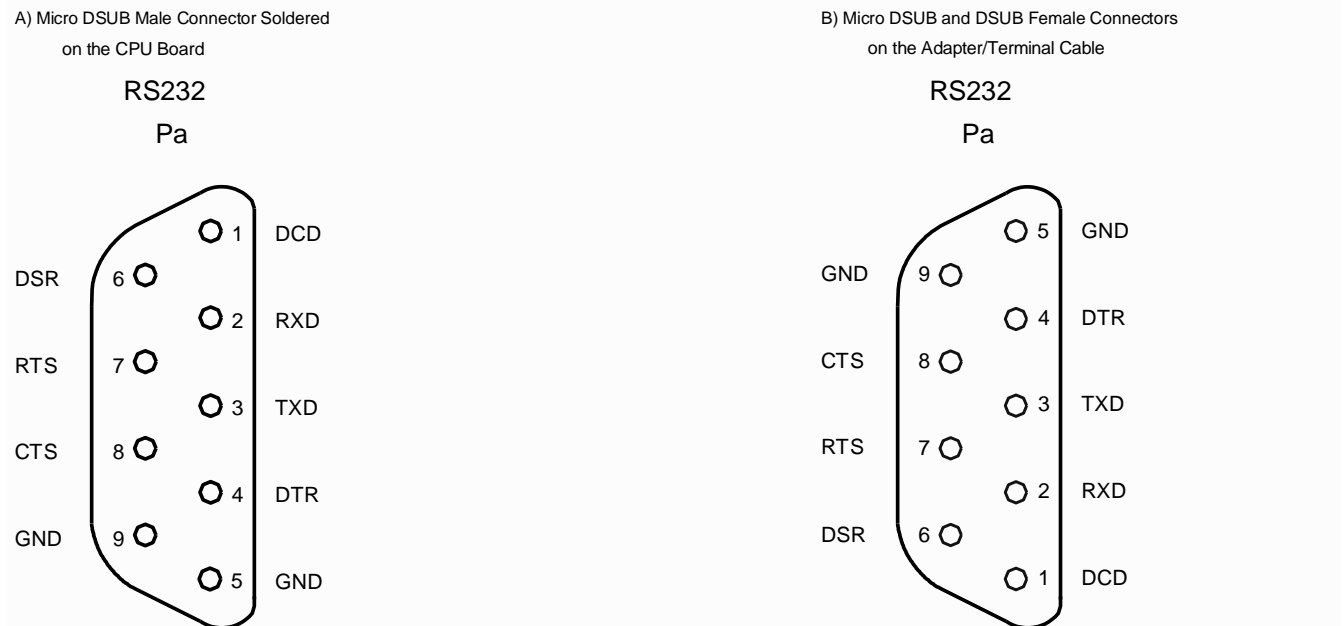 A) Micro DSUB Male Connector Soldered
on the CPU Board
RS232
Pa
1 DCD
DSR 6
2 RXD
RTS 7
3 TXD
CTS 8
4 DTR
GND 9
5 GND
B) Micro DSUB and DSUB Female Connectors
on the Adapter/Terminal Cable
RS232
Pa
5 GND
GND 9
4 DTR
CTS 8
3 TXD
RTS 7
2 RXD
DSR 6
1 DCD